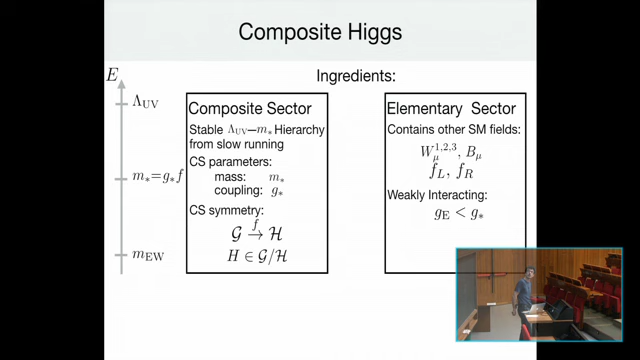 Composite Higgs
Ingredients:
E
Λ_UV
m_* = g_* f
m_EW
Composite Sector
Stable Λ_UV—m_* Hierarchy
from slow running
CS parameters:
mass: m_*
coupling: g_*
CS symmetry:
f
𝒢 → ℋ
H ∈ 𝒢/ℋ
Elementary Sector
Contains other SM fields:
W_μ^{1,2,3}, B_μ
f_L, f_R
Weakly Interacting:
g_E < g_*